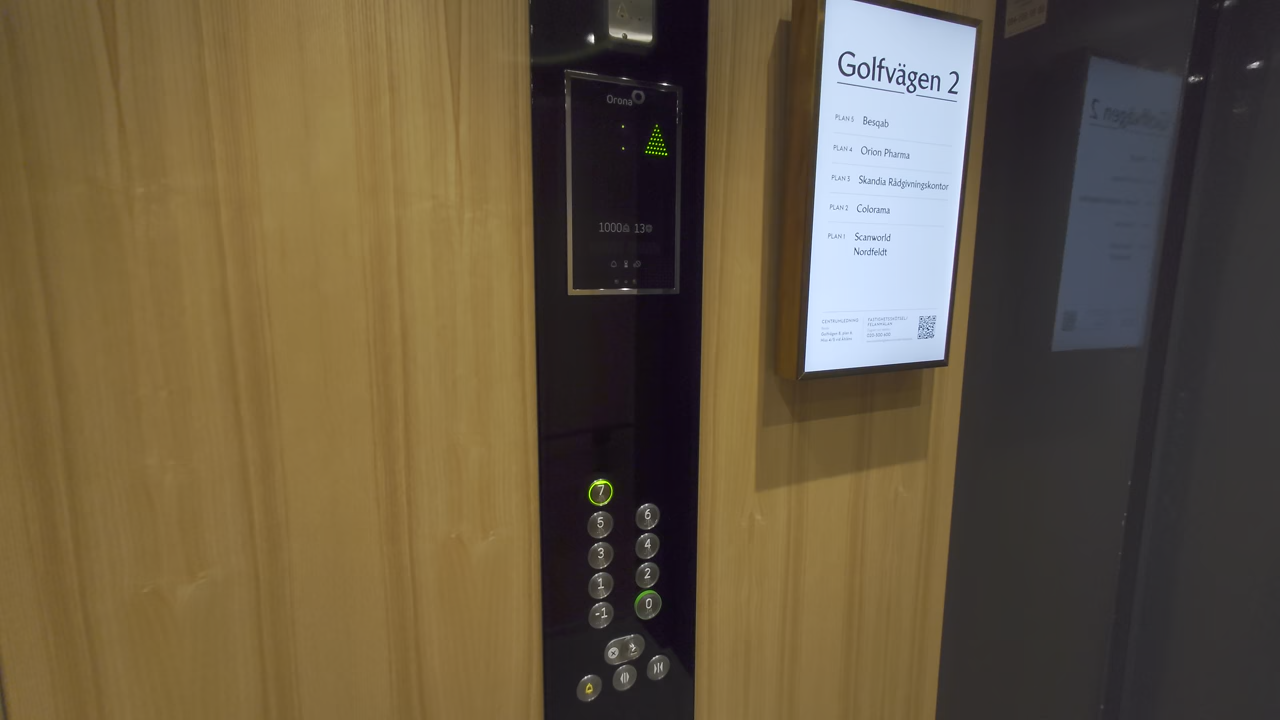 Orona
1000 13
7
5 6
3 4
1 2
-1 0
Golfvägen 2
PLAN 5 Besqab
PLAN 4 Orion Pharma
PLAN 3 Skandia Rådgivningskontor
PLAN 2 Colorama
PLAN 1 Scanworld
Nordfeldt
CENTRUMLEDNING